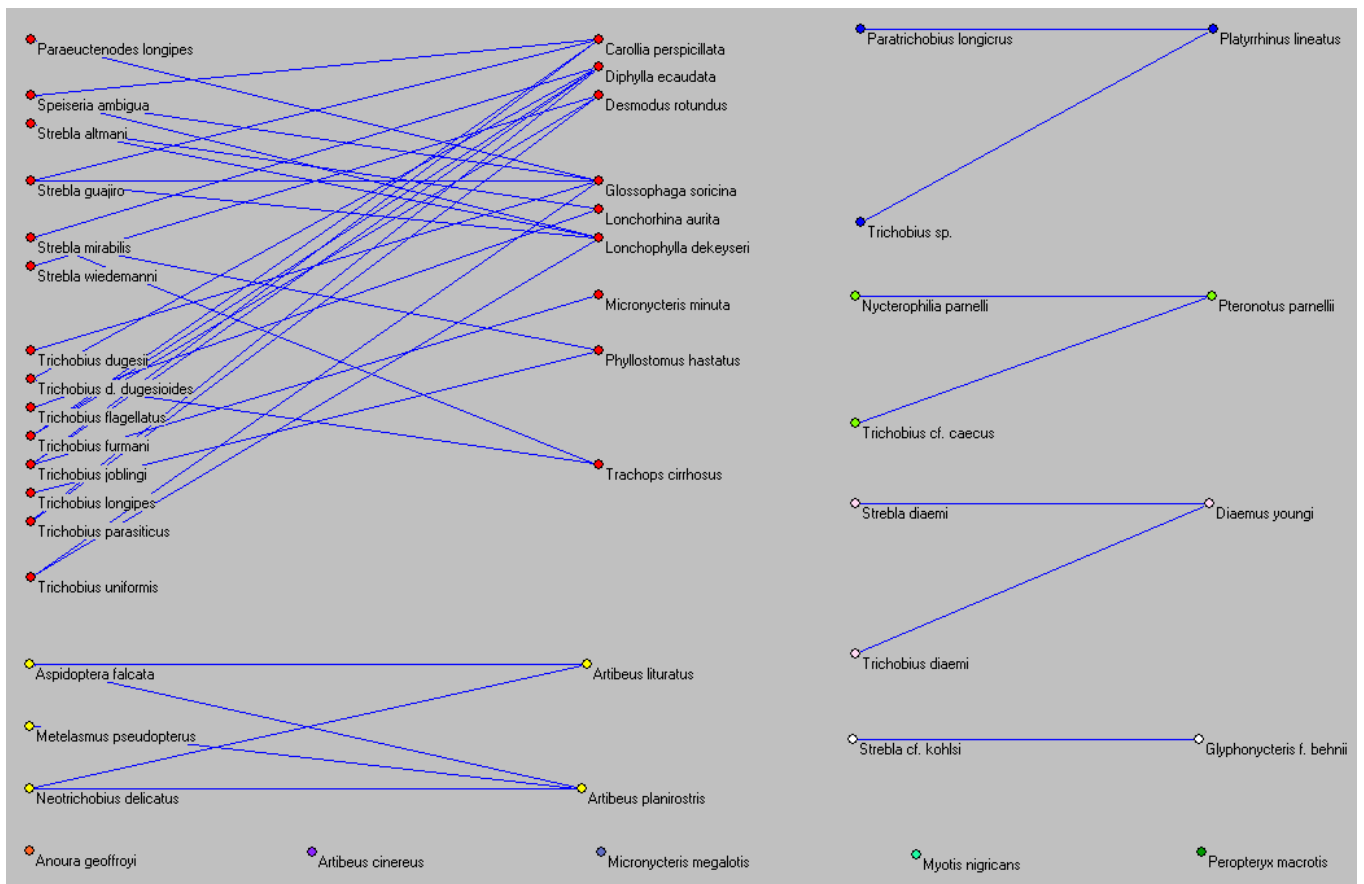 Paraeuctenodes longipes
Speiseria ambigua
Strebla altmani
Strebla guajiro
Strebla mirabilis
Strebla wiedemanni
Trichobius dugesii
Trichobius d. dugesioides
Trichobius flagellatus
Trichobius furmani
Trichobius joblingi
Trichobius longipes
Trichobius parasiticus
Trichobius uniformis
Carollia perspicillata
Diphylla ecaudata
Desmodus rotundus
Glossophaga soricina
Lonchorhina aurita
Lonchophylla dekeyseri
Micronycteris minuta
Phyllostomus hastatus
Trachops cirrhosus
Aspidoptera falcata
Metelasmus pseudopterus
Neotrichobius delicatus
Artibeus lituratus
Artibeus planirostris
Paratrichobius longicrus
Platyrrhinus lineatus
Trichobius sp.
Nycterophilia parnelli
Pteronotus parnellii
Trichobius cf. caecus
Strebla diaemi
Diaemus youngi
Trichobius diaemi
Strebla cf. kohlsi
Glyphonycteris f. behnii
Anoura geoffroyi
Artibeus cinereus
Micronycteris megalotis
Myotis nigricans
Peropteryx macrotis